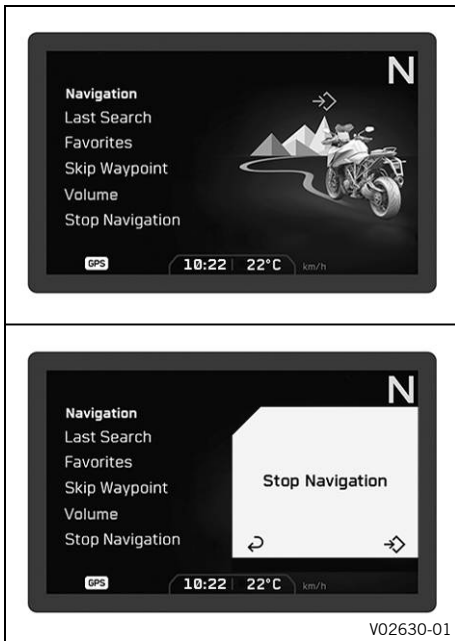 N
Navigation
Last Search
Favorites
Skip Waypoint
Volume
Stop Navigation
GPS 10:22 22°C km/h
N
Navigation
Last Search
Favorites
Skip Waypoint
Volume
Stop Navigation
Stop Navigation
GPS 10:22 22°C km/h
V02630-01